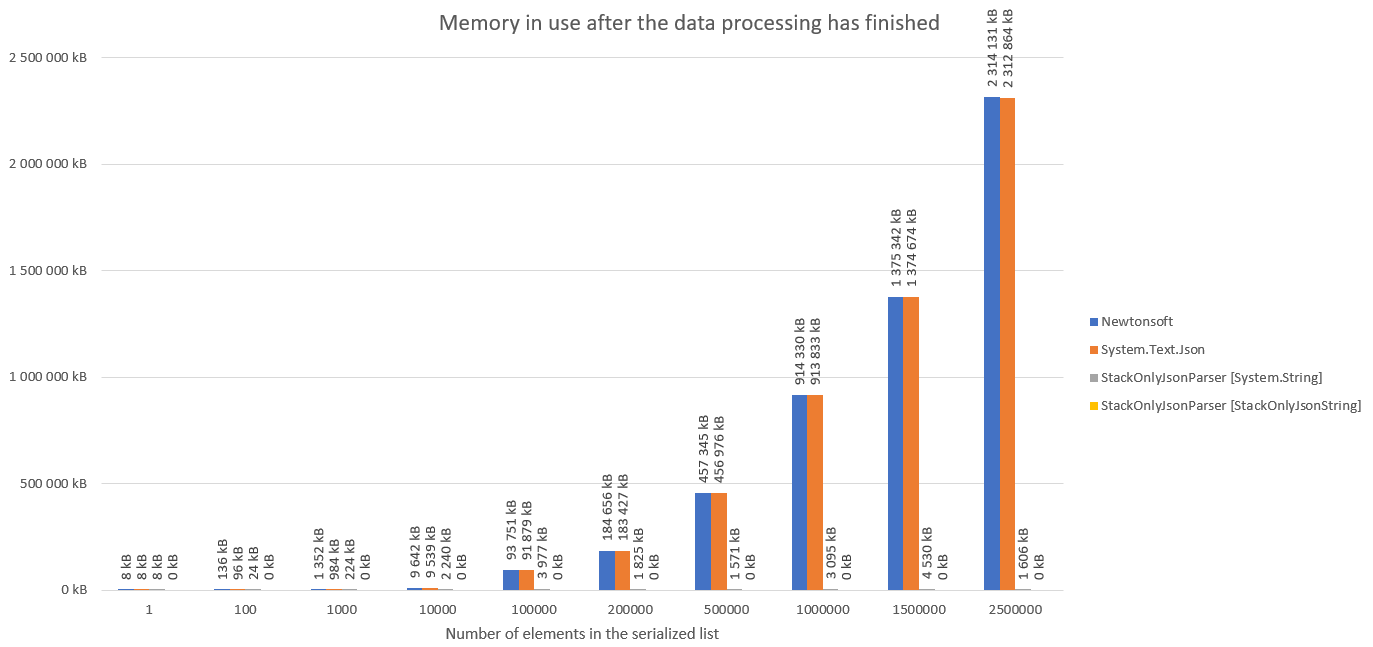 Memory in use after the data processing has finished
2 500 000 kB
2 000 000 kB
1 500 000 kB
1 000 000 kB
500 000 kB
0 kB
8 kB
8 kB
8 kB
0 kB
136 kB
96 kB
24 kB
0 kB
1 352 kB
984 kB
224 kB
0 kB
9 642 kB
9 539 kB
2 240 kB
0 kB
93 751 kB
91 879 kB
3 977 kB
0 kB
184 656 kB
183 427 kB
1 825 kB
0 kB
457 345 kB
456 976 kB
1 571 kB
0 kB
914 330 kB
913 833 kB
3 095 kB
0 kB
1 375 342 kB
1 374 674 kB
4 530 kB
0 kB
2 314 131 kB
2 312 864 kB
1 606 kB
0 kB
1
100
1000
10000
100000
200000
500000
1000000
1500000
2500000
Number of elements in the serialized list
Newtonsoft
System.Text.Json
StackOnlyJsonParser [System.String]
StackOnlyJsonParser [StackOnlyJsonString]